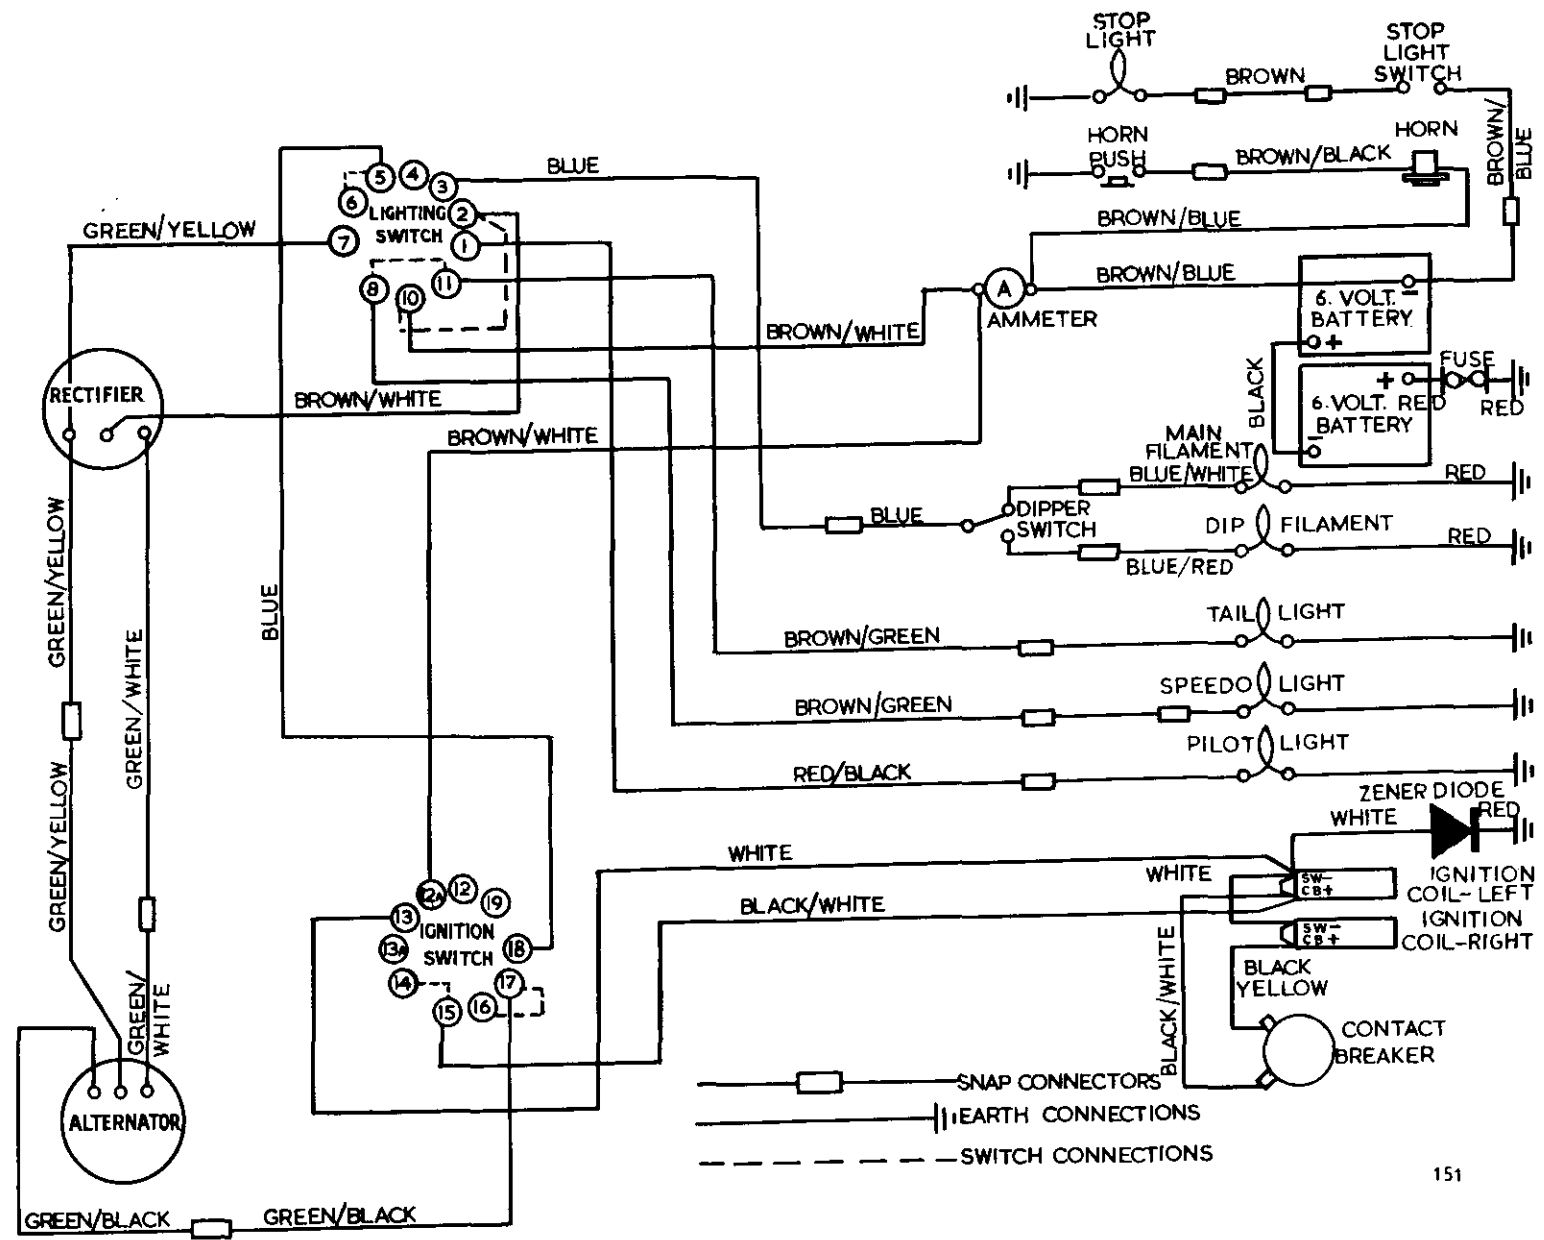 STOP
LIGHT
STOP
LIGHT
SWITCH
BROWN
BROWN/
BLUE
HORN
PUSH
BROWN/BLACK
HORN
BROWN/BLUE
BLUE
5
4
3
6
LIGHTING
2
SWITCH
7
1
8
10
11
GREEN/YELLOW
A
AMMETER
BROWN/BLUE
6. VOLT.
BATTERY
−
+
BROWN/WHITE
BLACK
FUSE
+
6.VOLT. RED
BATTERY
RED
−
RECTIFIER
BROWN/WHITE
BROWN/WHITE
MAIN
FILAMENT
BLUE/WHITE
RED
BLUE
DIPPER
SWITCH
DIP FILAMENT
RED
BLUE/RED
GREEN/YELLOW
GREEN/WHITE
BLUE
TAIL LIGHT
BROWN/GREEN
SPEEDO LIGHT
BROWN/GREEN
PILOT LIGHT
RED/BLACK
GREEN/YELLOW
ZENER DIODE
WHITE
RED
WHITE
WHITE
SW−
CB+
IGNITION
COIL-LEFT
BLACK/WHITE
SW−
CB+
IGNITION
COIL-RIGHT
12A
12
19
13
IGNITION
13A
SWITCH
18
14
17
15
16
BLACK
YELLOW
BLACK/WHITE
CONTACT
BREAKER
GREEN/
WHITE
ALTERNATOR
SNAP CONNECTORS
EARTH CONNECTIONS
SWITCH CONNECTIONS
151
GREEN/BLACK
GREEN/BLACK